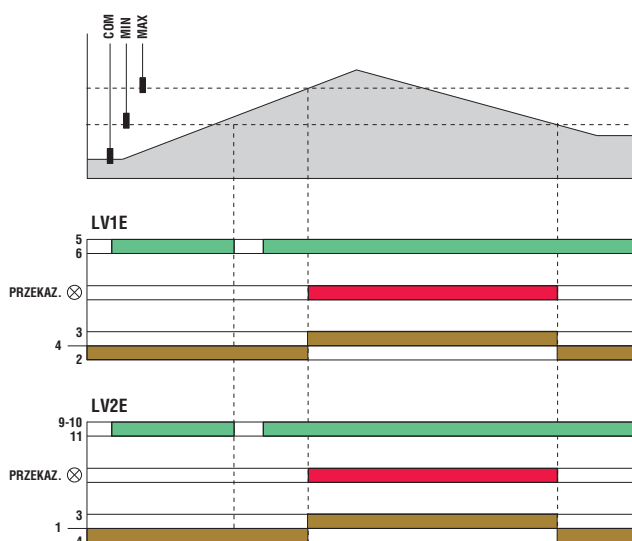 COM
MIN
MAX
LV1E
5
6
PRZEKAZ.
3
4
2
LV2E
9-10
11
PRZEKAZ.
3
1
4